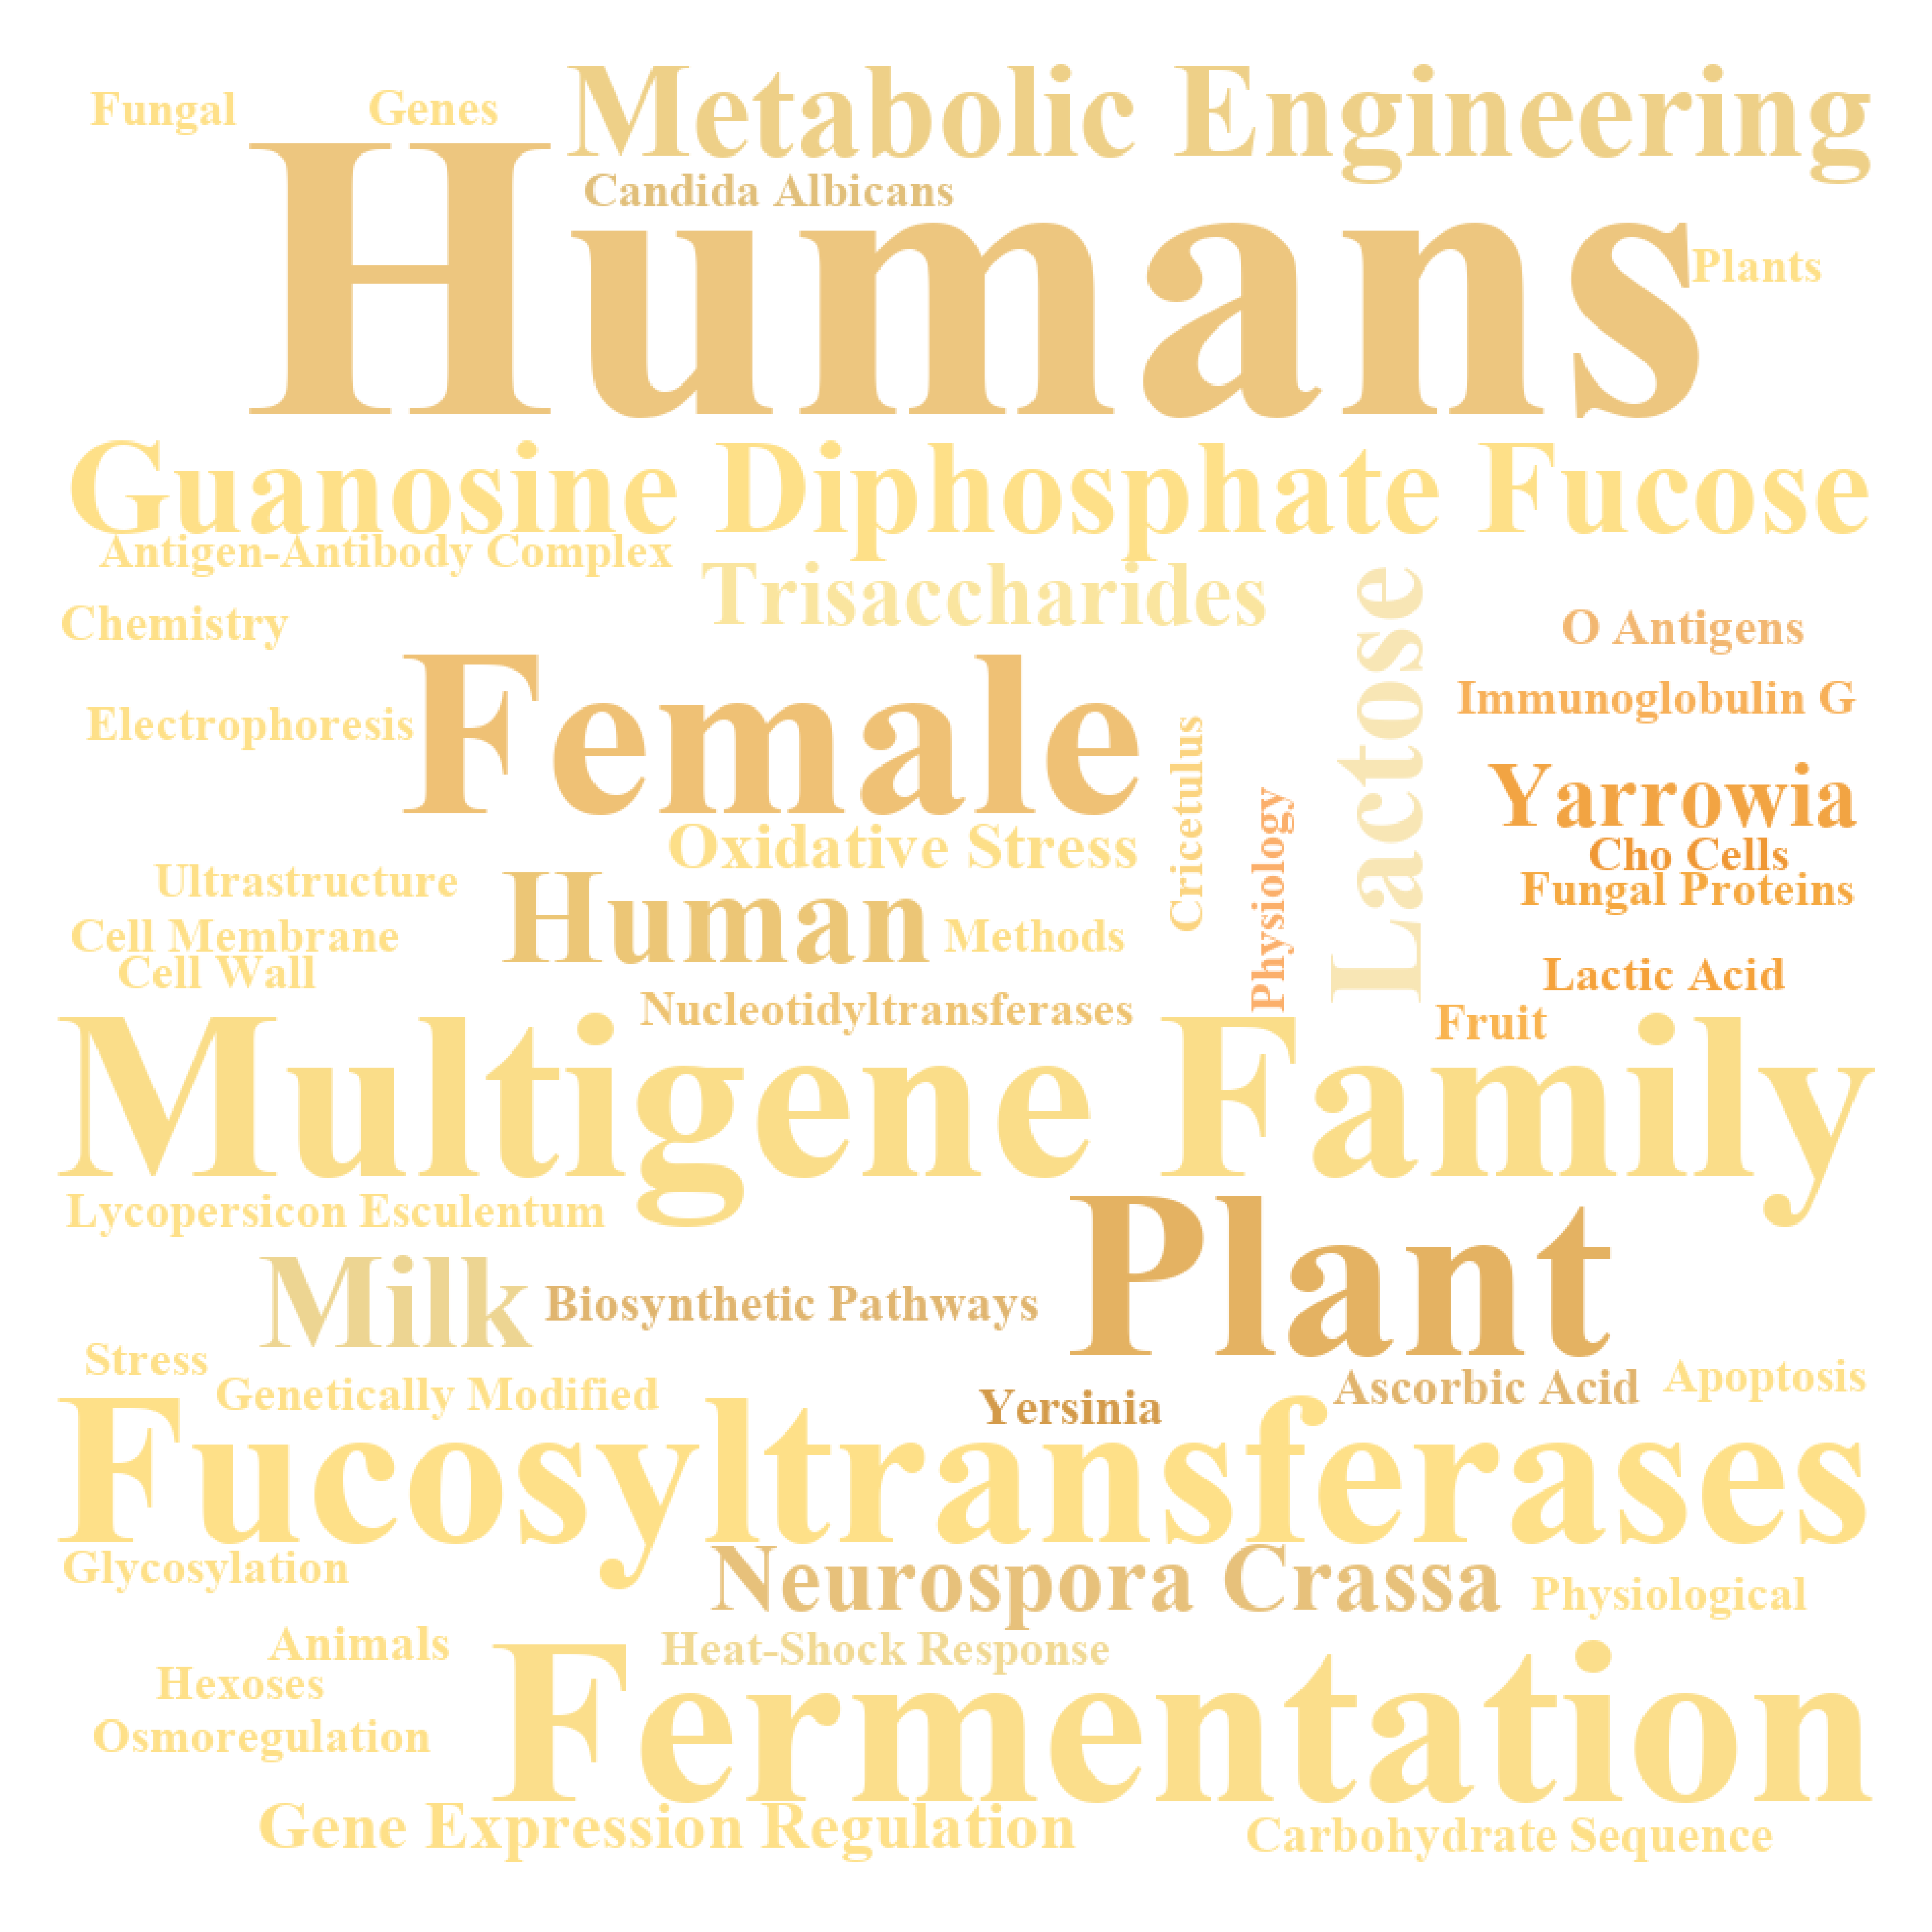 Metabolic Engineering
Fungal
Genes
Candida Albicans
Humans
Plants
Guanosine Diphosphate Fucose
Antigen-Antibody Complex
Trisaccharides
Lactose
Chemistry
O Antigens
Female
Immunoglobulin G
Electrophoresis
Cricetulus
Physiology
Yarrowia
Oxidative Stress
Cho Cells
Ultrastructure
Fungal Proteins
Human
Methods
Cell Membrane
Cell Wall
Lactic Acid
Nucleotidyltransferases
Fruit
Multigene Family
Lycopersicon Esculentum
Plant
Milk
Biosynthetic Pathways
Stress
Apoptosis
Ascorbic Acid
Genetically Modified
Yersinia
Fucosyltransferases
Glycosylation
Neurospora Crassa
Physiological
Animals
Heat-Shock Response
Hexoses
Fermentation
Osmoregulation
Gene Expression Regulation
Carbohydrate Sequence